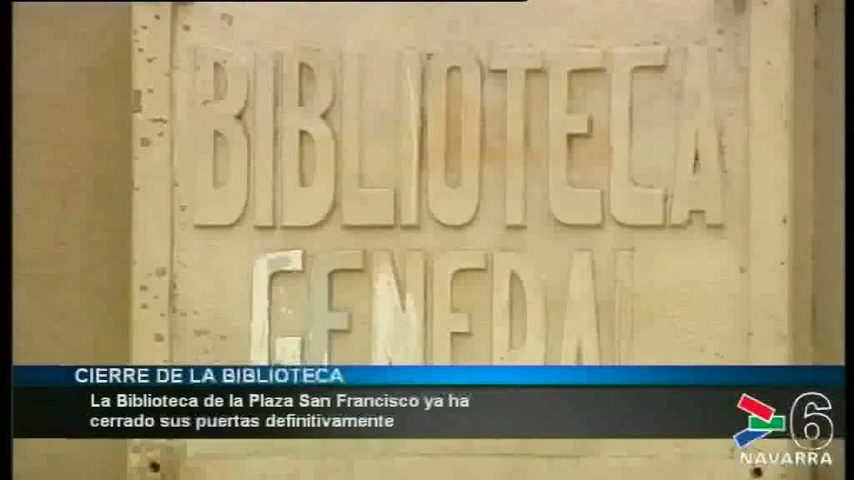 BIBLIOTECA
GENERAL
CIERRE DE LA BIBLIOTECA
La Biblioteca de la Plaza San Francisco ya ha
cerrado sus puertas definitivamente
6
NAVARRA